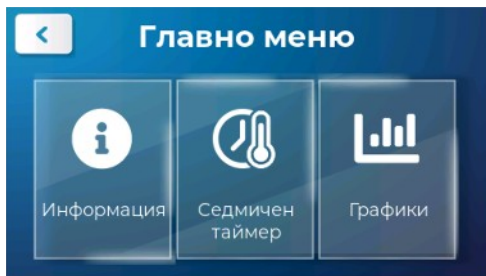 Главно меню
Информация
Седмичен
таймер
Графики